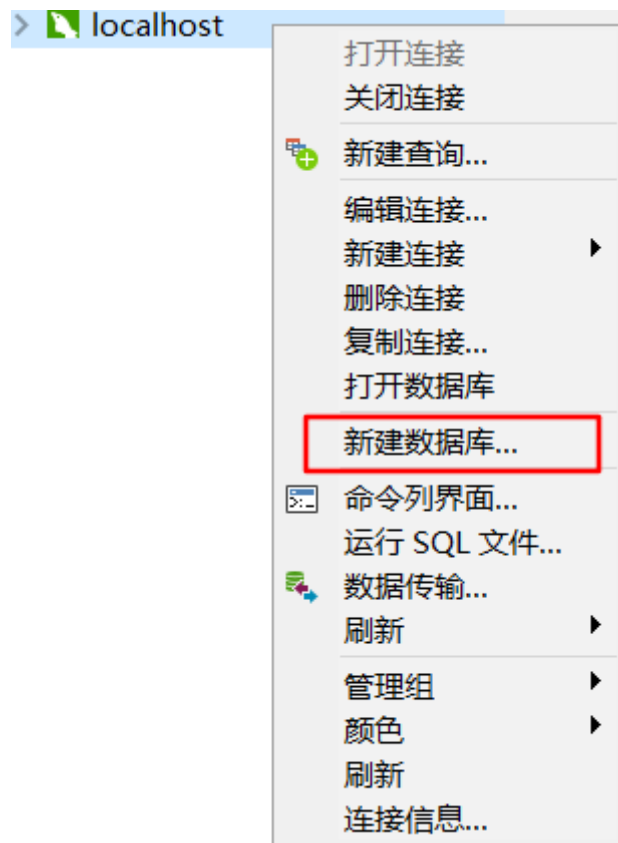 localhost
打开连接
关闭连接
新建查询...
编辑连接...
新建连接
删除连接
复制连接...
打开数据库
新建数据库...
命令列界面...
运行 SQL 文件...
数据传输...
刷新
管理组
颜色
刷新
连接信息...